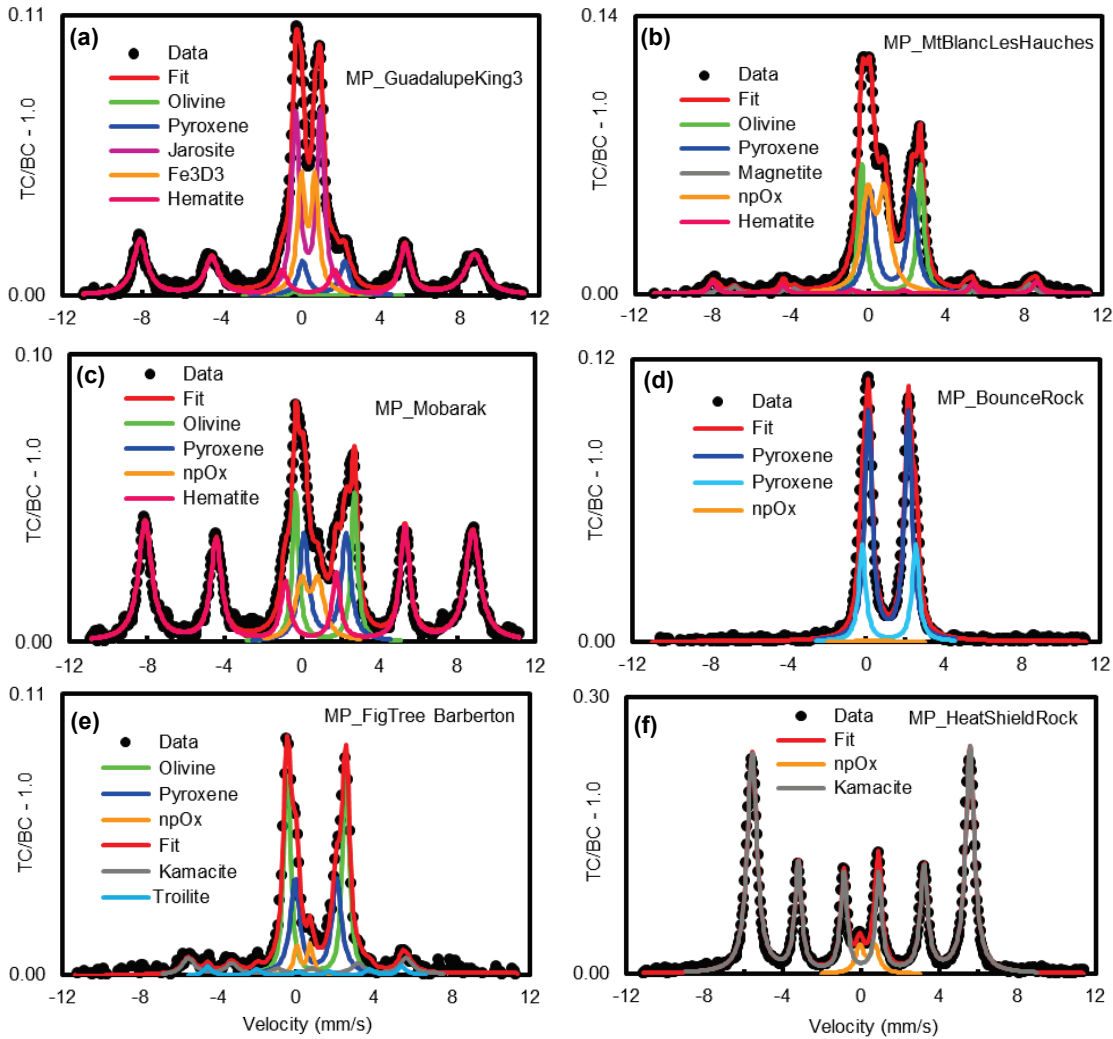 0.11
(a)
Data
Fit
Olivine
Pyroxene
Jarosite
Fe3D3
Hematite
MP_GuadalupeKing3
TC/BC - 1.0
0.00
-12 -8 -4 0 4 8 12
0.14
(b)
MP_MtBlancLesHauches
Data
Fit
Olivine
Pyroxene
Magnetite
npOx
Hematite
TC/BC - 1.0
0.00
-12 -8 -4 0 4 8 12
0.10
(c)
Data
Fit
Olivine
Pyroxene
npOx
Hematite
MP_Mobarak
TC/BC - 1.0
0.00
-12 -8 -4 0 4 8 12
0.12
(d)
MP_BounceRock
Data
Fit
Pyroxene
Pyroxene
npOx
TC/BC - 1.0
0.00
-12 -8 -4 0 4 8 12
0.11
(e)
MP_FigTree Barberton
Data
Olivine
Pyroxene
npOx
Fit
Kamacite
Troilite
TC/BC - 1.0
0.00
-12 -8 -4 0 4 8 12
Velocity (mm/s)
0.30
(f)
Data
MP_HeatShieldRock
Fit
npOx
Kamacite
TC/BC - 1.0
0.00
-12 -8 -4 0 4 8 12
Velocity (mm/s)